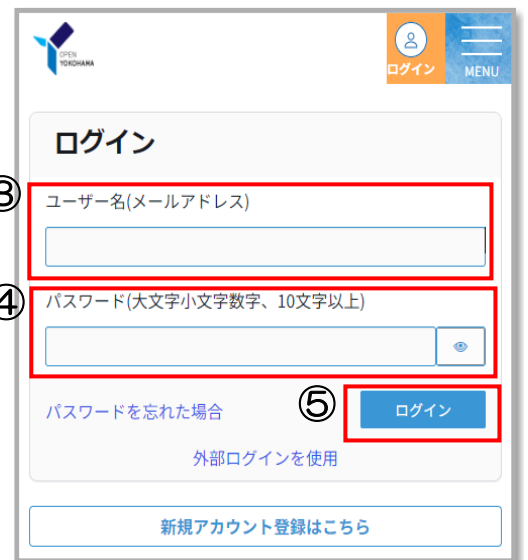 OPEN
YOKOHAMA
ログイン
MENU
ログイン
③
ユーザー名(メールアドレス)
④
パスワード(大文字小文字数字、10文字以上)
パスワードを忘れた場合
⑤
ログイン
外部ログインを使用
新規アカウント登録はこちら